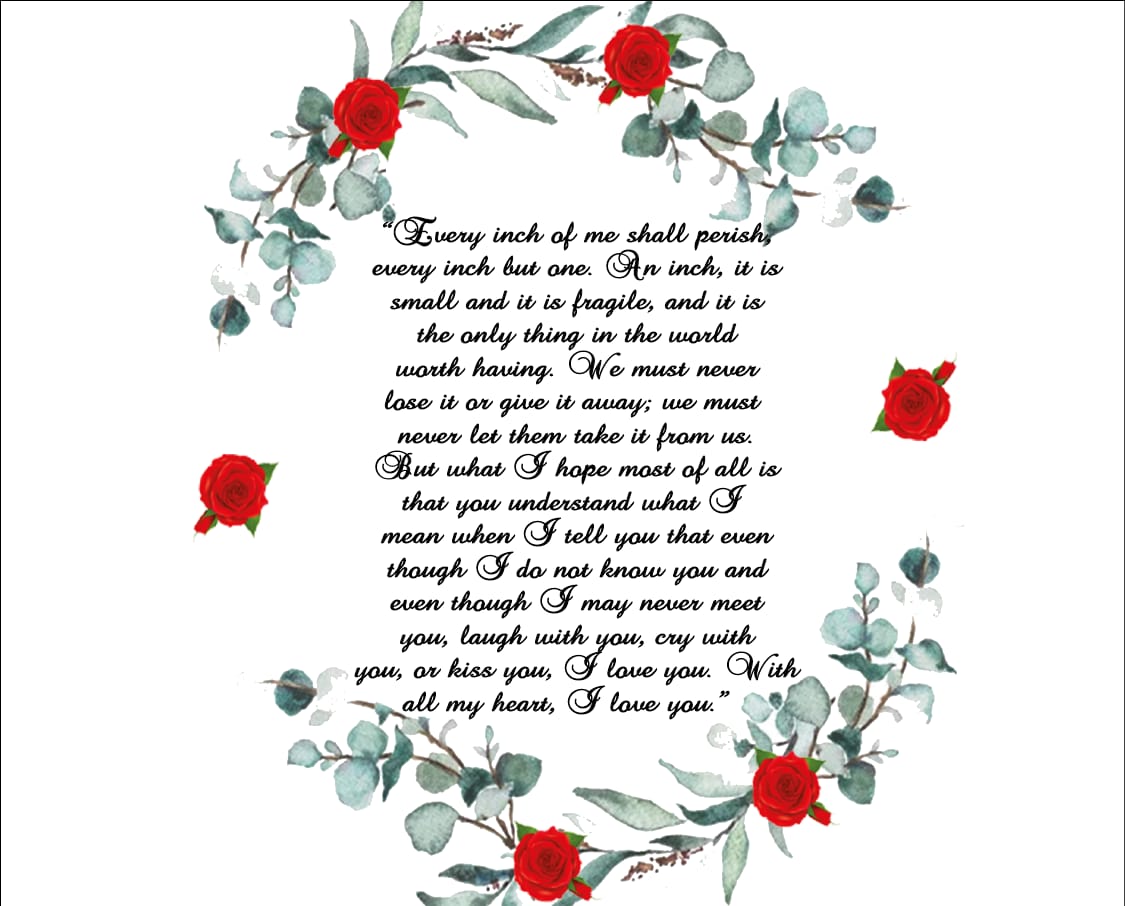 “Every inch of me shall perish,
every inch but one. An inch, it is
small and it is fragile, and it is
the only thing in the world
worth having. We must never
lose it or give it away; we must
never let them take it from us.
But what I hope most of all is
that you understand what I
mean when I tell you that even
though I do not know you and
even though I may never meet
you, laugh with you, cry with
you, or kiss you, I love you. With
all my heart, I love you.”